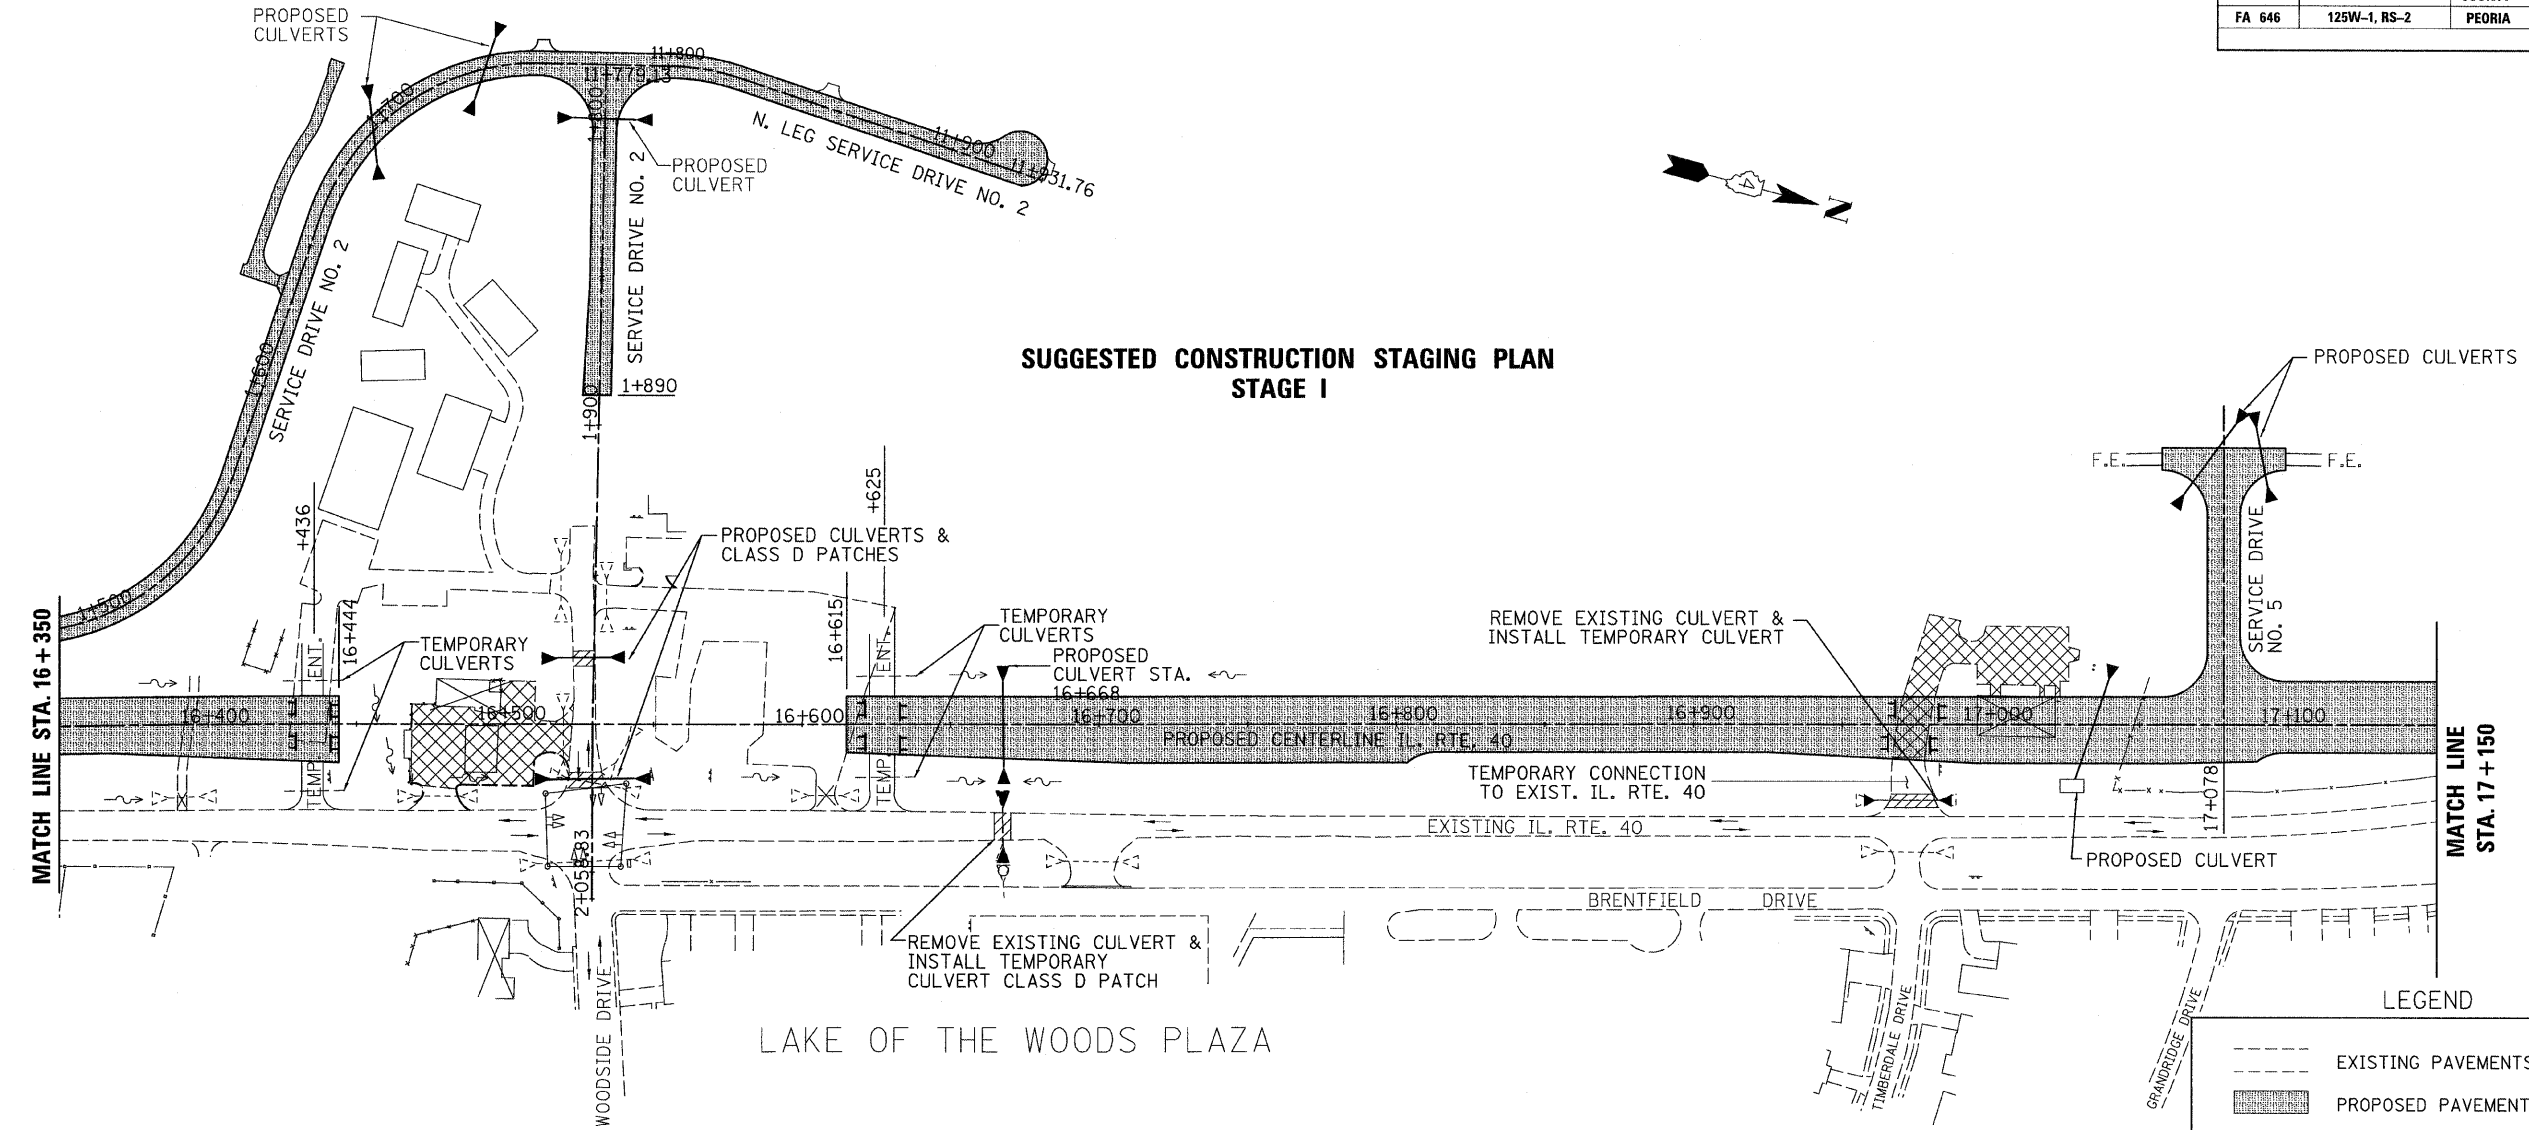 FA 646 125W-1, RS-2 PEORIA
PROPOSED
CULVERTS
11+800
11+779.13
11+700
1+800
N. LEG SERVICE DRIVE NO. 2
11+900
11+931.76
PROPOSED
CULVERT
SERVICE DRIVE NO. 2
SERVICE DRIVE NO. 2
11+600
1+890
1+900
N
4
SUGGESTED CONSTRUCTION STAGING PLAN
STAGE I
PROPOSED CULVERTS
F.E.
F.E.
SERVICE DRIVE
NO. 5
+436
+625
PROPOSED CULVERTS &
CLASS D PATCHES
11+500
MATCH LINE STA. 16+350
16+444
TEMPORARY
CULVERTS
16+615
TEMPORARY
CULVERTS
PROPOSED
CULVERT STA.
16+668
REMOVE EXISTING CULVERT &
INSTALL TEMPORARY CULVERT
TEMP. ENT.
TEMP. ENT.
16+400
16+500
16+600
16+700
16+800
16+900
17+000
17+100
PROPOSED CENTERLINE IL. RTE. 40
TEMPORARY CONNECTION
TO EXIST. IL. RTE. 40
17+078
MATCH LINE
STA. 17+150
EXISTING IL. RTE. 40
PROPOSED CULVERT
2+058.83
BRENTFIELD DRIVE
REMOVE EXISTING CULVERT &
INSTALL TEMPORARY
CULVERT CLASS D PATCH
WOODSIDE DRIVE
LAKE OF THE WOODS PLAZA
TIMBERDALE DRIVE
GRANDRIDGE DRIVE
LEGEND
EXISTING PAVEMENTS
PROPOSED PAVEMENT